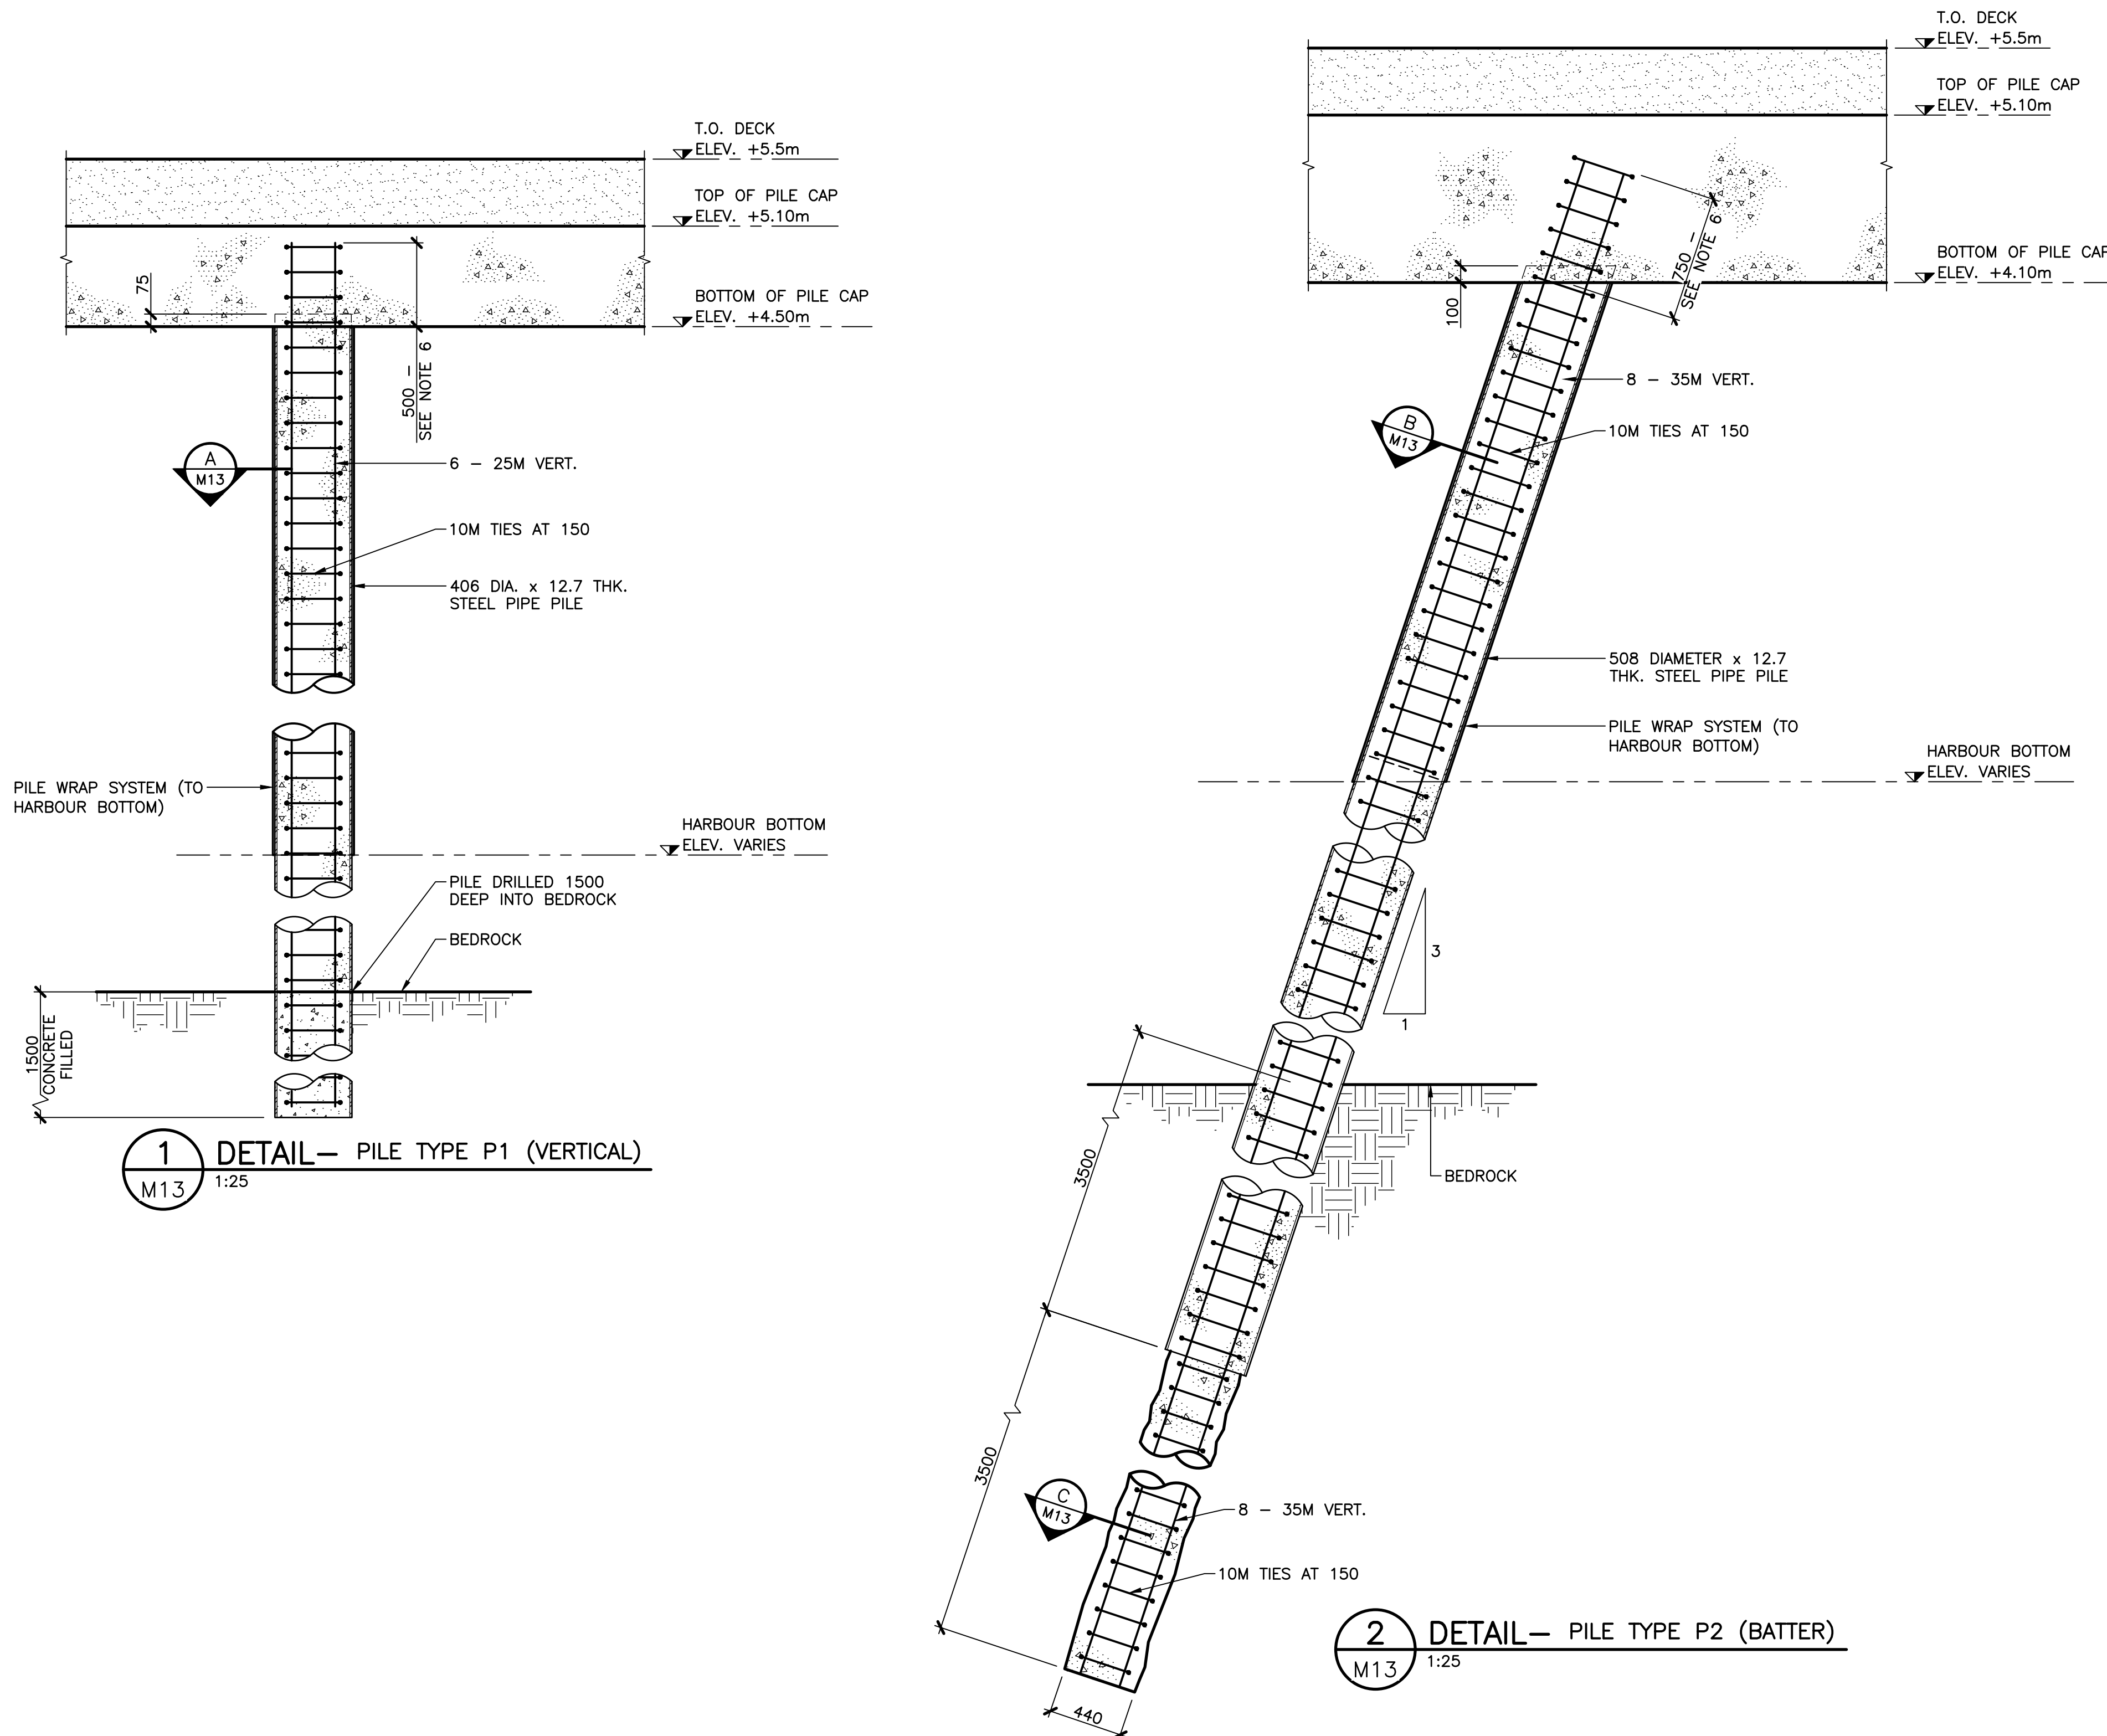 T.O. DECK
ELEV. +5.5m
TOP OF PILE CAP
ELEV. +5.10m
BOTTOM OF PILE CAP
ELEV. +4.50m
75
500 –
SEE NOTE 6
A
M13
6 – 25M VERT.
10M TIES AT 150
406 DIA. x 12.7 THK.
STEEL PIPE PILE
PILE WRAP SYSTEM (TO
HARBOUR BOTTOM)
HARBOUR BOTTOM
ELEV. VARIES
PILE DRILLED 1500
DEEP INTO BEDROCK
BEDROCK
1500
CONCRETE
FILLED
1
M13
DETAIL– PILE TYPE P1 (VERTICAL)
1:25
T.O. DECK
ELEV. +5.5m
TOP OF PILE CAP
ELEV. +5.10m
BOTTOM OF PILE CAP
ELEV. +4.10m
750 –
SEE NOTE 6
100
8 – 35M VERT.
B
M13
10M TIES AT 150
508 DIAMETER x 12.7
THK. STEEL PIPE PILE
PILE WRAP SYSTEM (TO
HARBOUR BOTTOM)
HARBOUR BOTTOM
ELEV. VARIES
3
1
3500
BEDROCK
3500
C
M13
8 – 35M VERT.
10M TIES AT 150
440
2
M13
DETAIL– PILE TYPE P2 (BATTER)
1:25